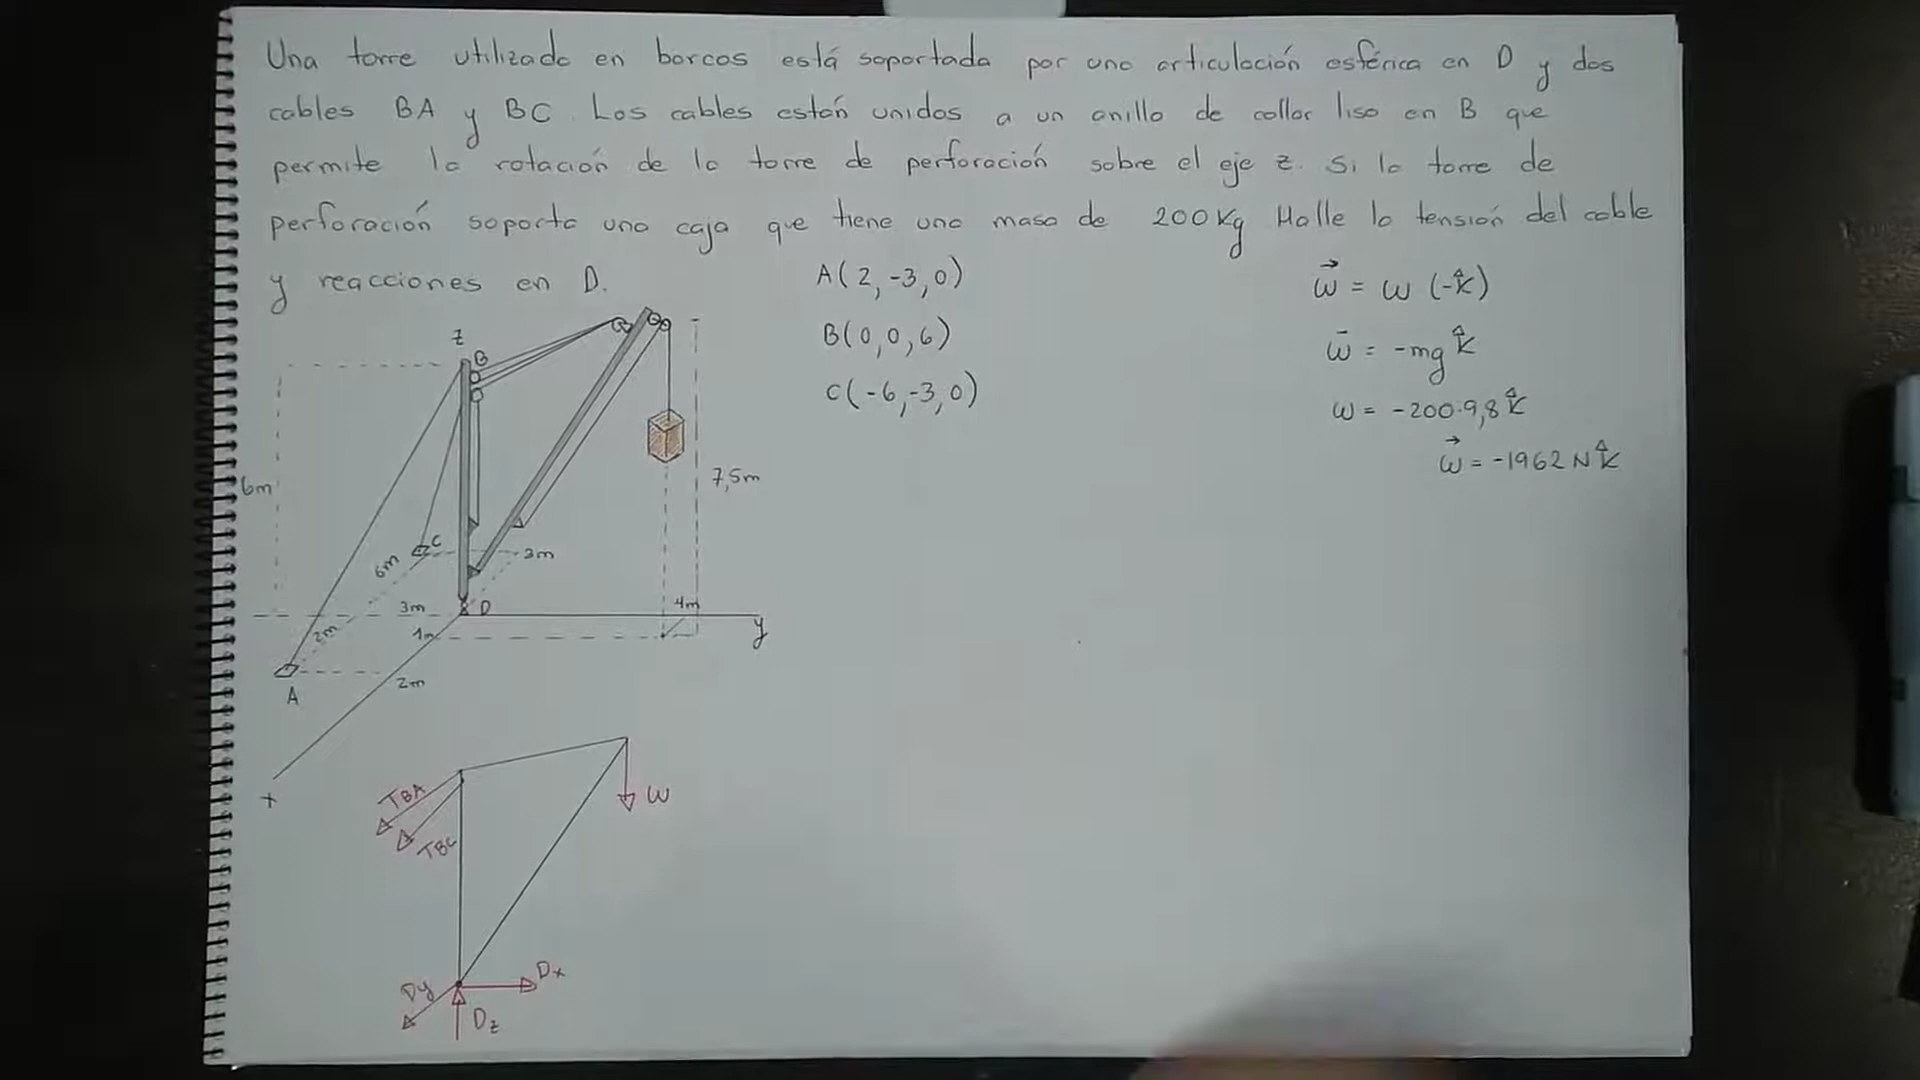 Una torre utilizada en barcos está soportada por una articulación esférica en D y dos
cables BA y BC. Los cables están unidos a un anillo de collar liso en B que
permite la rotación de la torre de perforación sobre el eje z. Si la torre de
perforación soporta una caja que tiene una masa de 200 Kg Halle la tensión del cable
y reacciones en D.
A(2,-3,0)
B(0,0,6)
C(-6,-3,0)
w = w (-k̂)
w = -mg k̂
w = -200.9,8 k̂
w = -1962 N k̂
z
B
6m
7,5m
C
6m
3m
3m
D
4m
2m
1m
y
A
2m
x
TBA
TBC
W
Dy
Dx
Dz